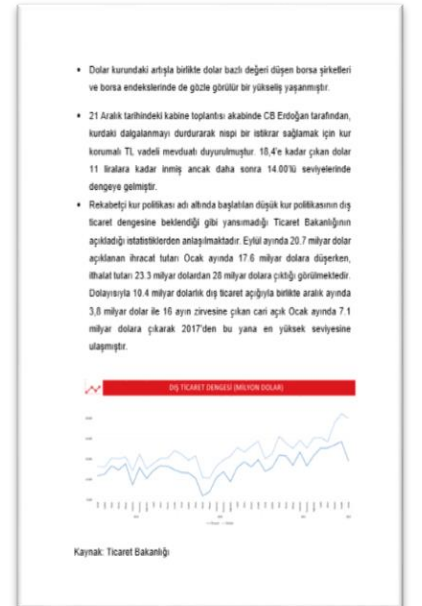 • Dolar kurundaki artışla birlikte dolar bazlı değeri düşen borsa şirketleri
ve borsa endekslerinde de gözle görülür bir yükseliş yaşanmıştır.
• 21 Aralık tarihindeki kabine toplantısı akabinde CB Erdoğan tarafından,
kurdaki dalgalanmayı durdurarak nispi bir istikrar sağlamak için kur
korumalı TL vadeli mevduatı duyurulmuştur. 18,4'e kadar çıkan dolar
11 liralara kadar inmiş ancak daha sonra 14.00'lü seviyelerinde
dengeye gelmiştir.
• Rekabetçi kur politikası adı altında başlatılan düşük kur politikasının dış
ticaret dengesine beklendiği gibi yansımadığı Ticaret Bakanlığının
açıkladığı istatistiklerden anlaşılmaktadır. Eylül ayında 20.7 milyar dolar
açıklanan ihracat tutarı Ocak ayında 17.6 milyar dolara düşerken,
ithalat tutarı 23.3 milyar dolardan 28 milyar dolara çıktığı görülmektedir.
Dolayısıyla 10.4 milyar dolarlık dış ticaret açığıyla birlikte aralık ayında
3,8 milyar dolar ile 16 ayın zirvesine çıkan cari açık Ocak ayında 7.1
milyar dolara çıkarak 2017'den bu yana en yüksek seviyesine
ulaşmıştır.
DIŞ TİCARET DENGESİ (MİLYON DOLAR)
Kaynak: Ticaret Bakanlığı